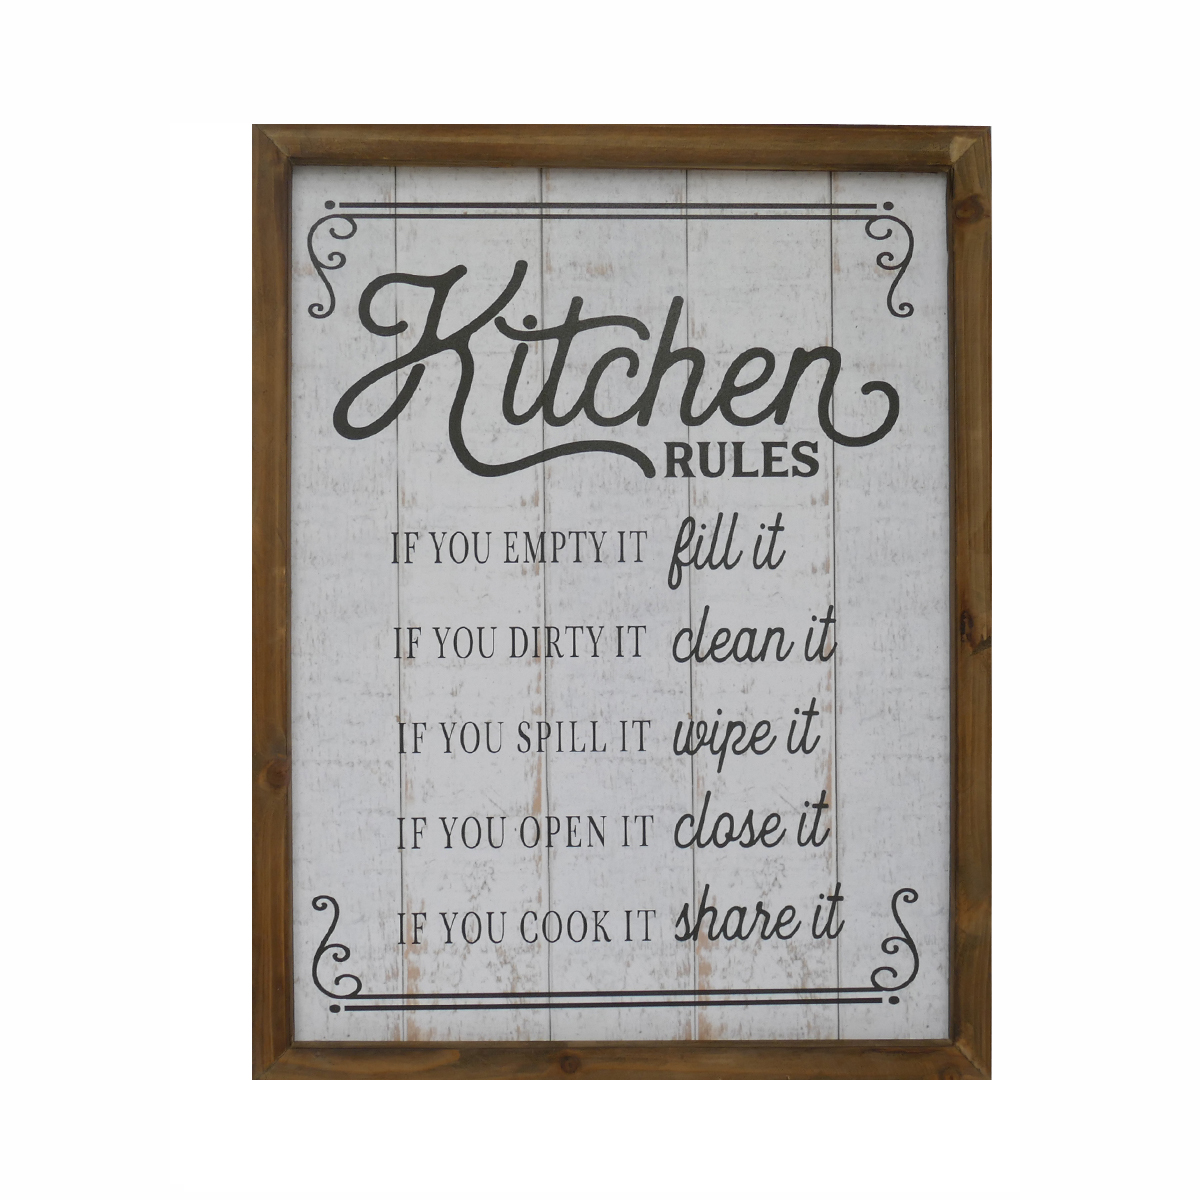 Kitchen
RULES
IF YOU EMPTY IT fill it
IF YOU DIRTY IT clean it
IF YOU SPILL IT wipe it
IF YOU OPEN IT close it
IF YOU COOK IT share it